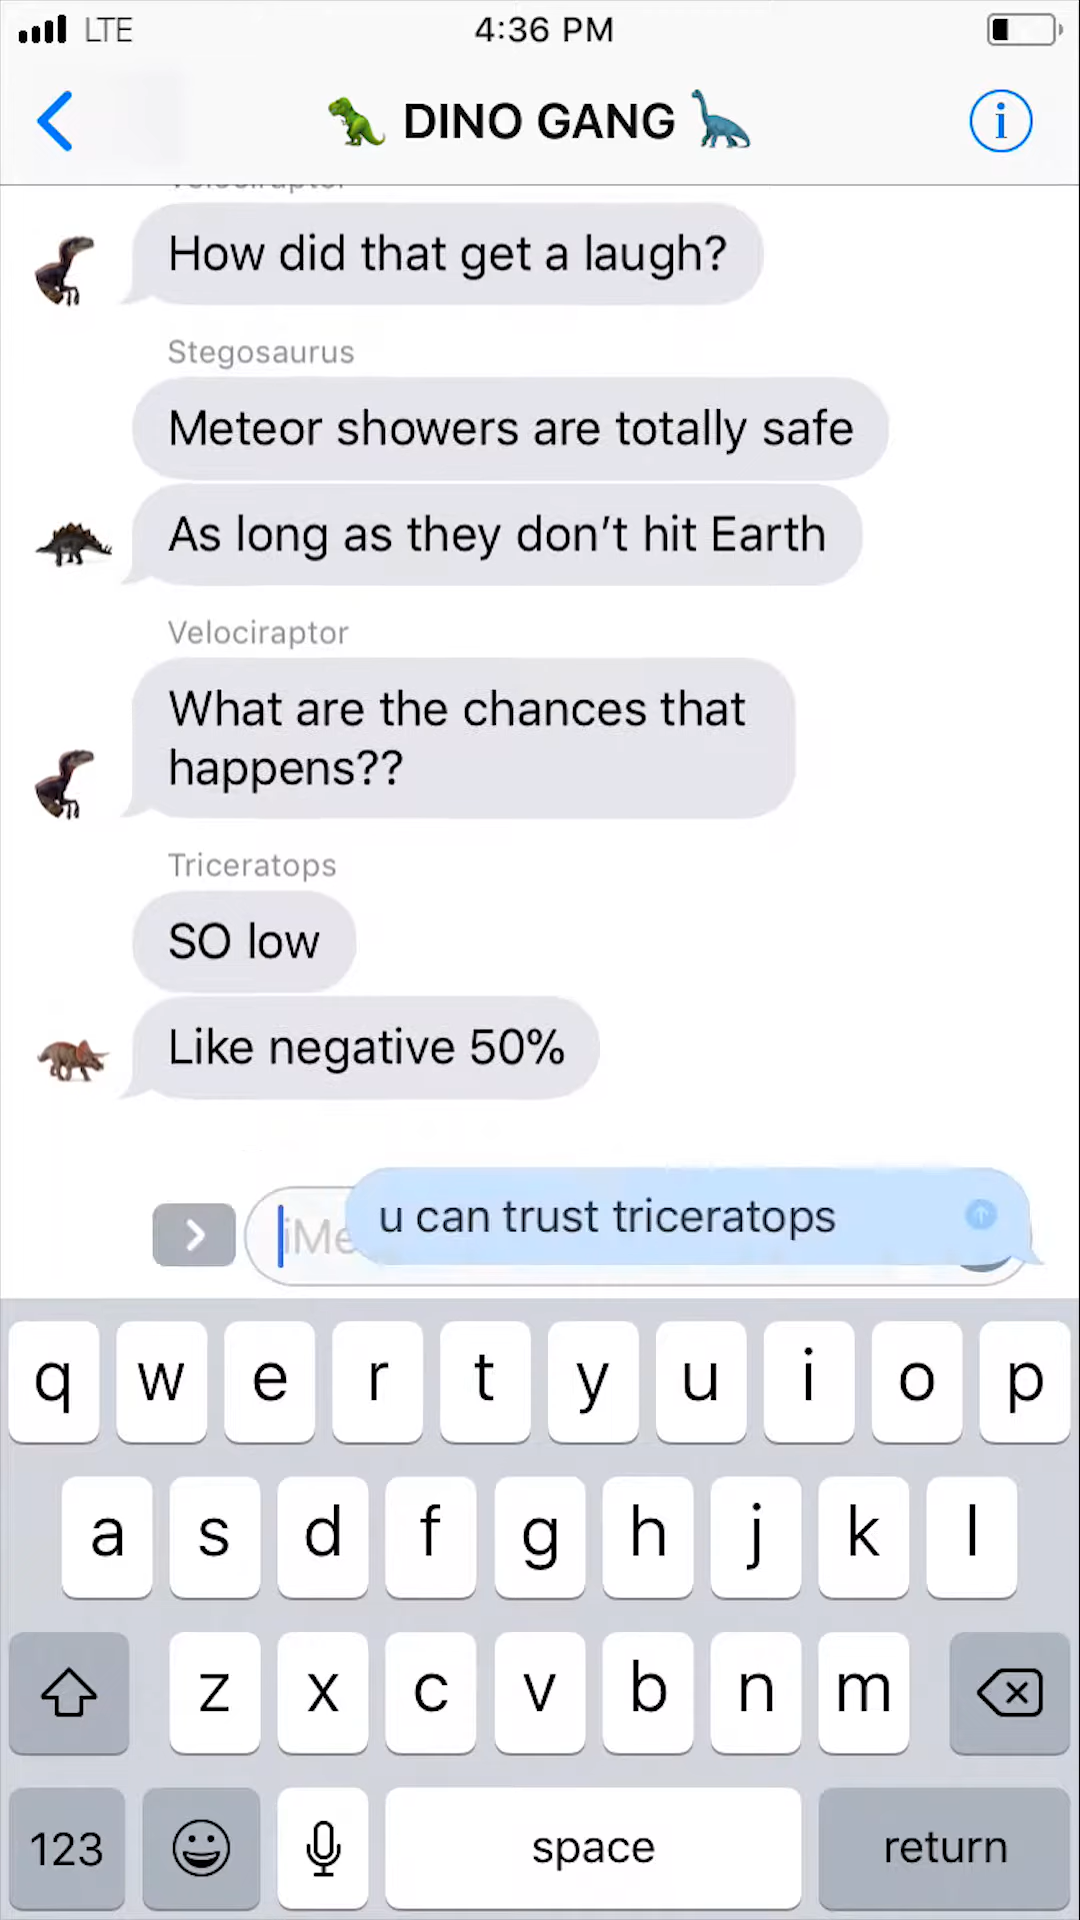 LTE
4:36 PM
DINO GANG
How did that get a laugh?
Stegosaurus
Meteor showers are totally safe
As long as they don’t hit Earth
Velociraptor
What are the chances that
happens??
Triceratops
SO low
Like negative 50%
u can trust triceratops
q w e r t y u i o p
a s d f g h j k l
z x c v b n m
123
space
return